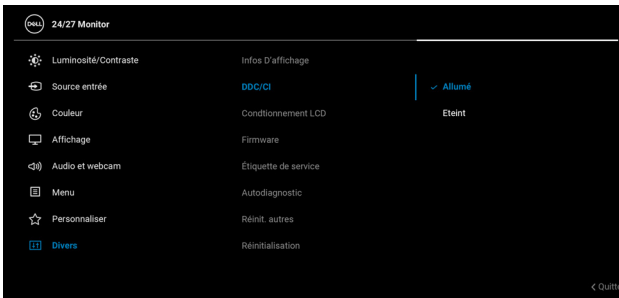 DELL 24/27 Monitor
Luminosité/Contraste Infos D'affichage
Source entrée DDC/CI Allumé
Couleur Condtionnement LCD Eteint
Affichage Firmware
Audio et webcam Étiquette de service
Menu Autodiagnostic
Personnaliser Réinit. autres
Divers Réinitialisation